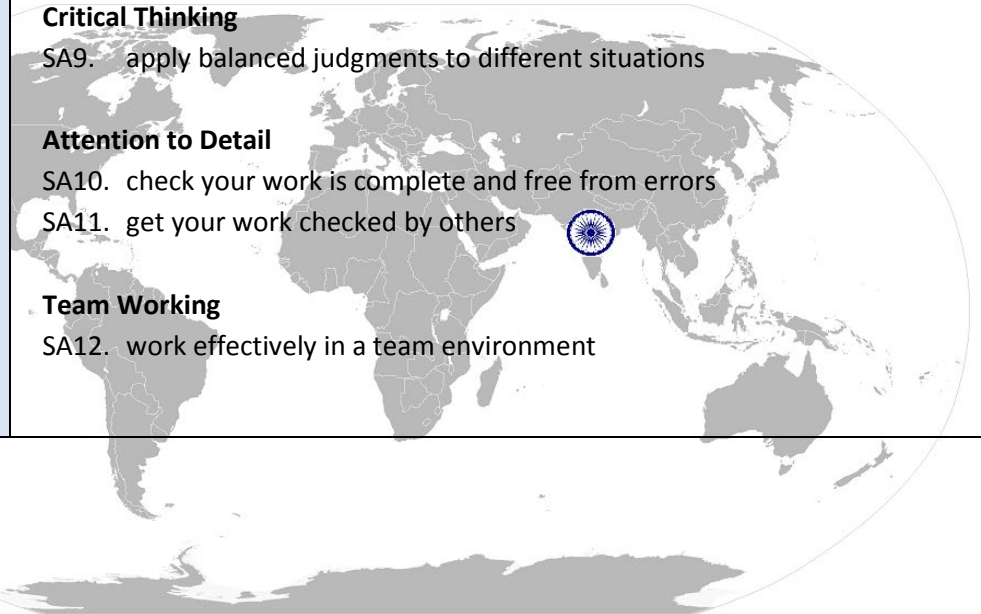 Critical Thinking
SA9. apply balanced judgments to different situations
Attention to Detail
SA10. check your work is complete and free from errors
SA11. get your work checked by others
Team Working
SA12. work effectively in a team environment